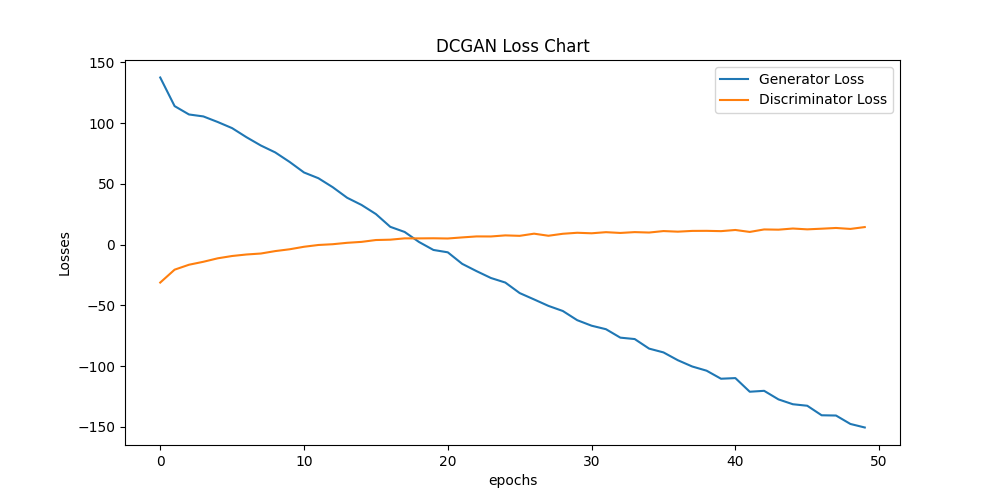 DCGAN Loss Chart
150
100
50
0
−50
−100
−150
Losses
Generator Loss
Discriminator Loss
0
10
20
30
40
50
epochs